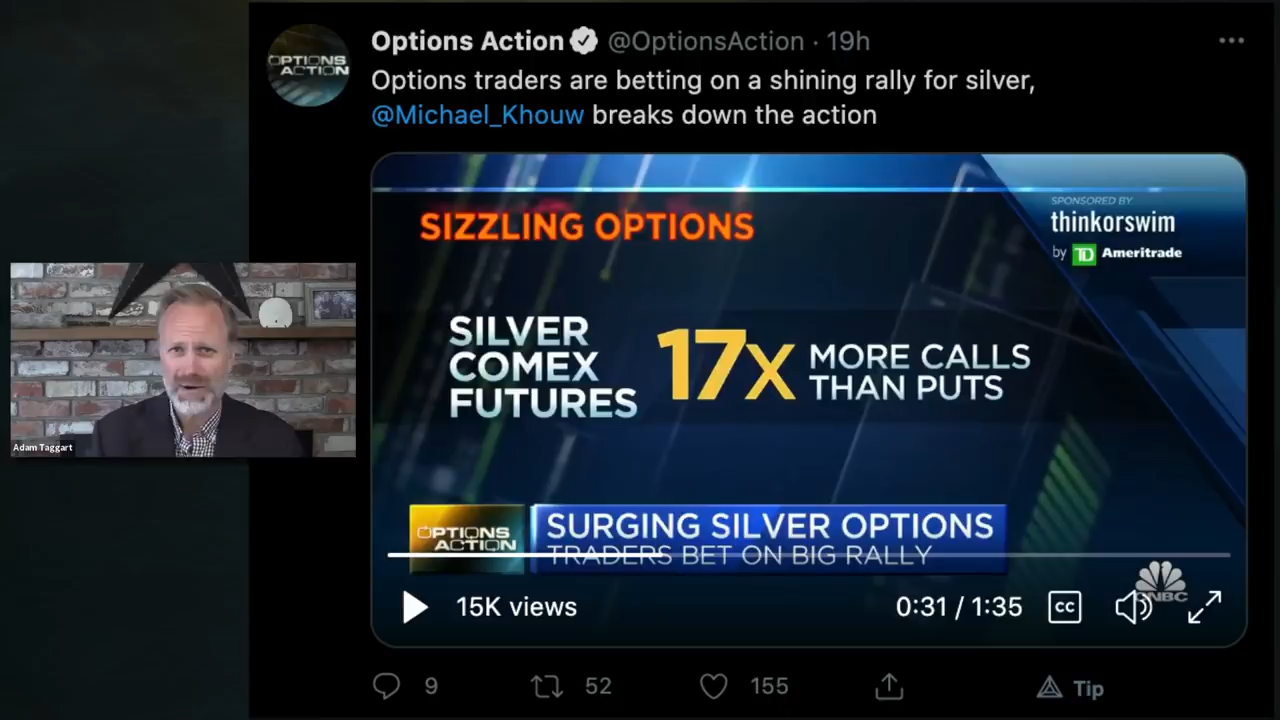 Options Action @OptionsAction · 19h
OPTIONS
ACTION
Options traders are betting on a shining rally for silver,
@Michael_Khouw breaks down the action
SIZZLING OPTIONS
SPONSORED BY
thinkorswim
by TD Ameritrade
SILVER
COMEX
FUTURES
17x
MORE CALLS
THAN PUTS
Adam Taggart
OPTIONS
ACTION
SURGING SILVER OPTIONS
TRADERS BET ON BIG RALLY
CNBC
15K views
0:31 / 1:35
CC
9
52
155
Tip